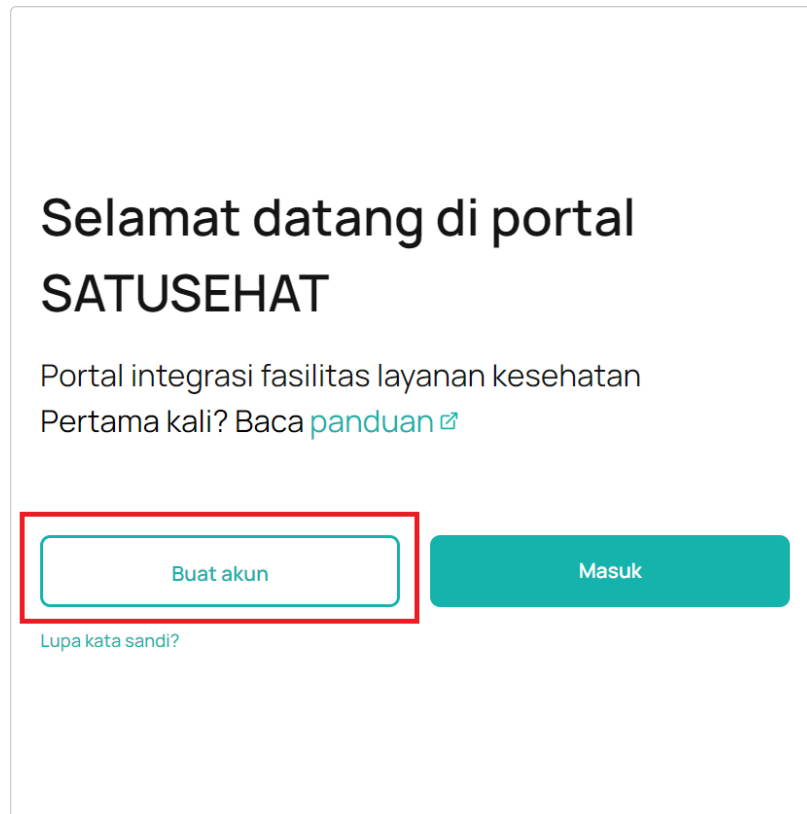 Selamat datang di portal
SATUSEHAT
Portal integrasi fasilitas layanan kesehatan
Pertama kali? Baca panduan
Buat akun
Masuk
Lupa kata sandi?